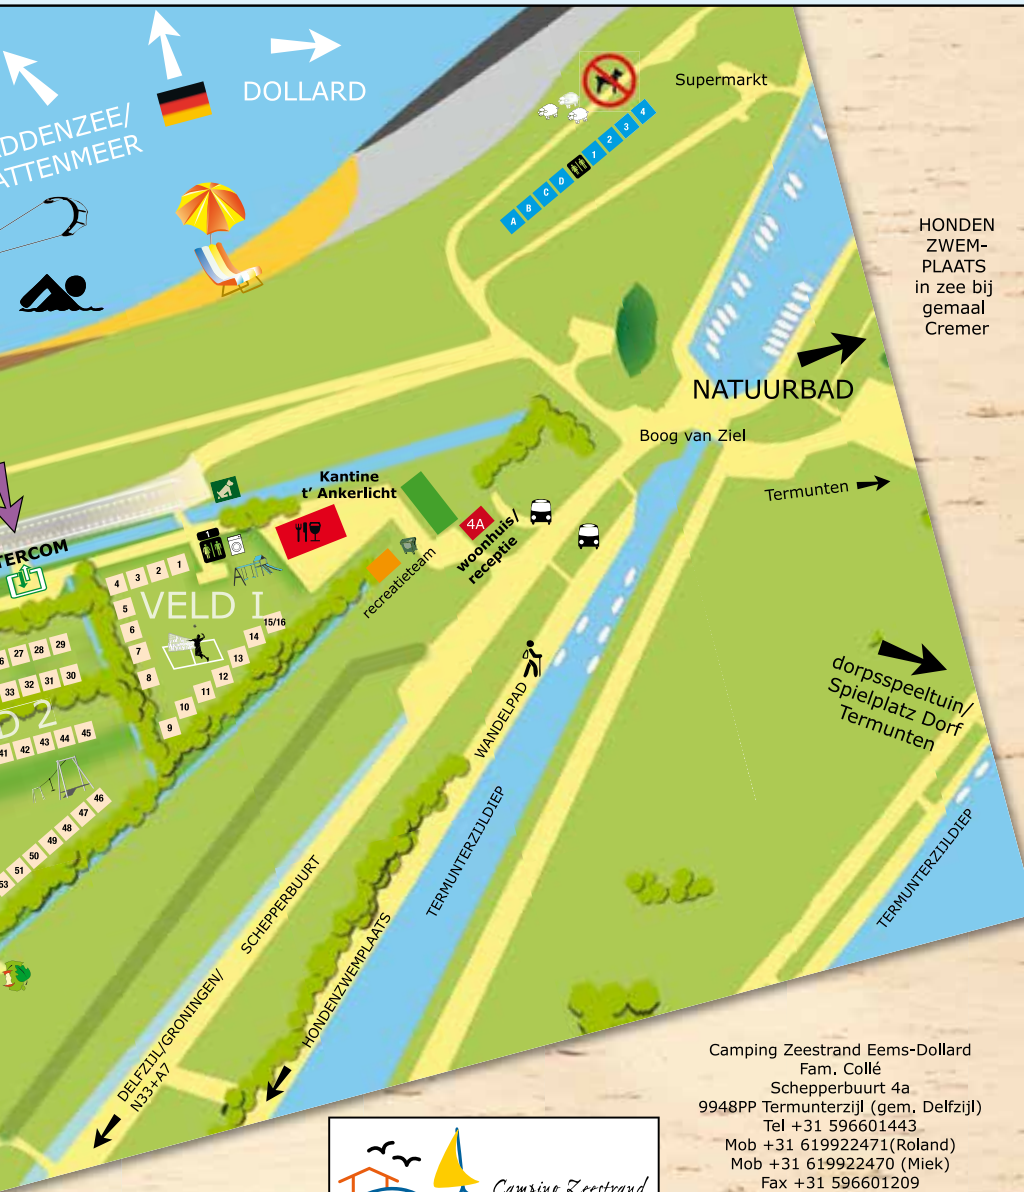 DOLLARD
DDENZEE/
ATTENMEER
Supermarkt
4
3
2
1
D
C
B
A
HONDEN
ZWEM-
PLAATS
in zee bij
gemaal
Cremer
NATUURBAD
Boog van Ziel
Termunten
Kantine
t' Ankerlicht
4A
woonhuis/
receptie
recreatieteam
TERCOM
1
VELD I
4 3 2 1
5
6
7
8
9
10
11
12
13
14
15/16
27 28 29
33 32 31 30
D 2
41 42 43 44 45
46
47
48
49
50
51
53
WANDELPAD
dorpsspeeltuin/
Spielplatz Dorf
Termunten
TERMUNTERZIJLDIEP
TERMUNTERZIJLDIEP
SCHEPPERBUURT
HONDENZWEMPLAATS
DELFZIJL/GRONINGEN/
N33+A7
Camping Zeestrand Eems-Dollard
Fam. Collé
Schepperbuurt 4a
9948PP Termunterzijl (gem. Delfzijl)
Tel +31 596601443
Mob +31 619922471(Roland)
Mob +31 619922470 (Miek)
Fax +31 596601209
Camping Zeestrand